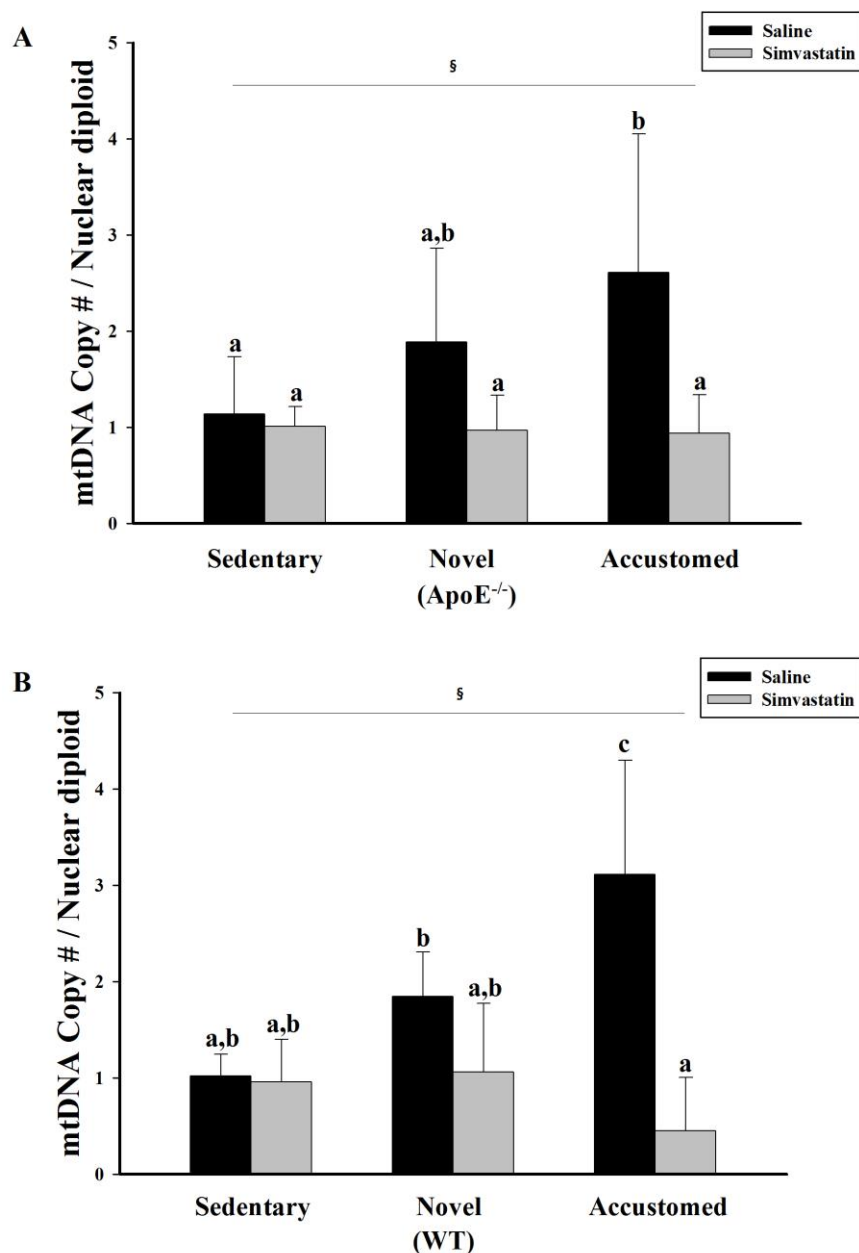 A
Saline
Simvastatin
§
mtDNA Copy # / Nuclear diploid
5
4
3
2
1
0
a
a
a,b
a
b
a
Sedentary
Novel
Accustomed
(ApoE-/-)
B
Saline
Simvastatin
§
mtDNA Copy # / Nuclear diploid
5
4
3
2
1
0
a,b
a,b
b
a,b
c
a
Sedentary
Novel
Accustomed
(WT)